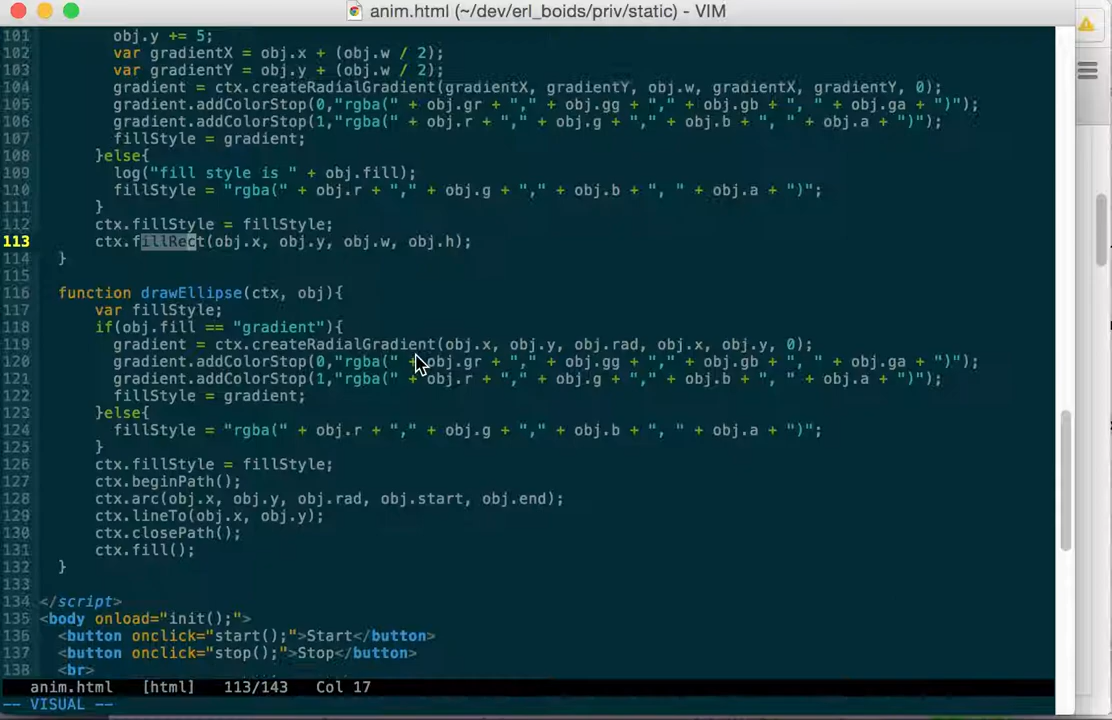 anim.html (~/dev/erl_boids/priv/static) - VIM
101         obj.y += 5;
102         var gradientX = obj.x + (obj.w / 2);
103         var gradientY = obj.y + (obj.w / 2);
104         gradient = ctx.createRadialGradient(gradientX, gradientY, obj.w, gradientX, gradientY, 0);
105         gradient.addColorStop(0,"rgba(" + obj.gr + "," + obj.gg + "," + obj.gb + ", " + obj.ga + ")");
106         gradient.addColorStop(1,"rgba(" + obj.r + "," + obj.g + "," + obj.b + ", " + obj.a + ")");
107         fillStyle = gradient;
108       }else{
109         log("fill style is " + obj.fill);
110         fillStyle = "rgba(" + obj.r + "," + obj.g + "," + obj.b + ", " + obj.a + ")";
111       }
112       ctx.fillStyle = fillStyle;
113       ctx.fillRect(obj.x, obj.y, obj.w, obj.h);
114   }
115
116   function drawEllipse(ctx, obj){
117       var fillStyle;
118       if(obj.fill == "gradient"){
119         gradient = ctx.createRadialGradient(obj.x, obj.y, obj.rad, obj.x, obj.y, 0);
120         gradient.addColorStop(0,"rgba(" + obj.gr + "," + obj.gg + "," + obj.gb + ", " + obj.ga + ")");
121         gradient.addColorStop(1,"rgba(" + obj.r + "," + obj.g + "," + obj.b + ", " + obj.a + ")");
122         fillStyle = gradient;
123       }else{
124         fillStyle = "rgba(" + obj.r + "," + obj.g + "," + obj.b + ", " + obj.a + ")";
125       }
126       ctx.fillStyle = fillStyle;
127       ctx.beginPath();
128       ctx.arc(obj.x, obj.y, obj.rad, obj.start, obj.end);
129       ctx.lineTo(obj.x, obj.y);
130       ctx.closePath();
131       ctx.fill();
132   }
133
134 </script>
135 <body onload="init();">
136   <button onclick="start();">Start</button>
137   <button onclick="stop();">Stop</button>
138   <br>
anim.html   [html]   113/143   Col 17
-- VISUAL --